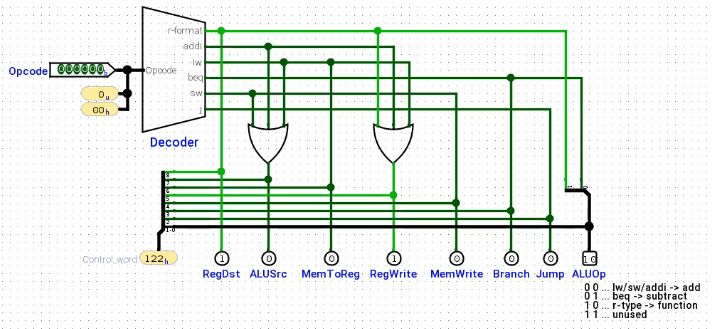 r-format
addi
lw
beq
sw
j
Opcode 000000
Opcode
0u
00h
Decoder
Control_word 122h
1 0 0 1 0 0 0 10
RegDst ALUSrc MemToReg RegWrite MemWrite Branch Jump ALUOp
0 0 ... lw/sw/addi -> add
0 1 ... beq -> subtract
1 0 ... r-type -> function
1 1 ... unused